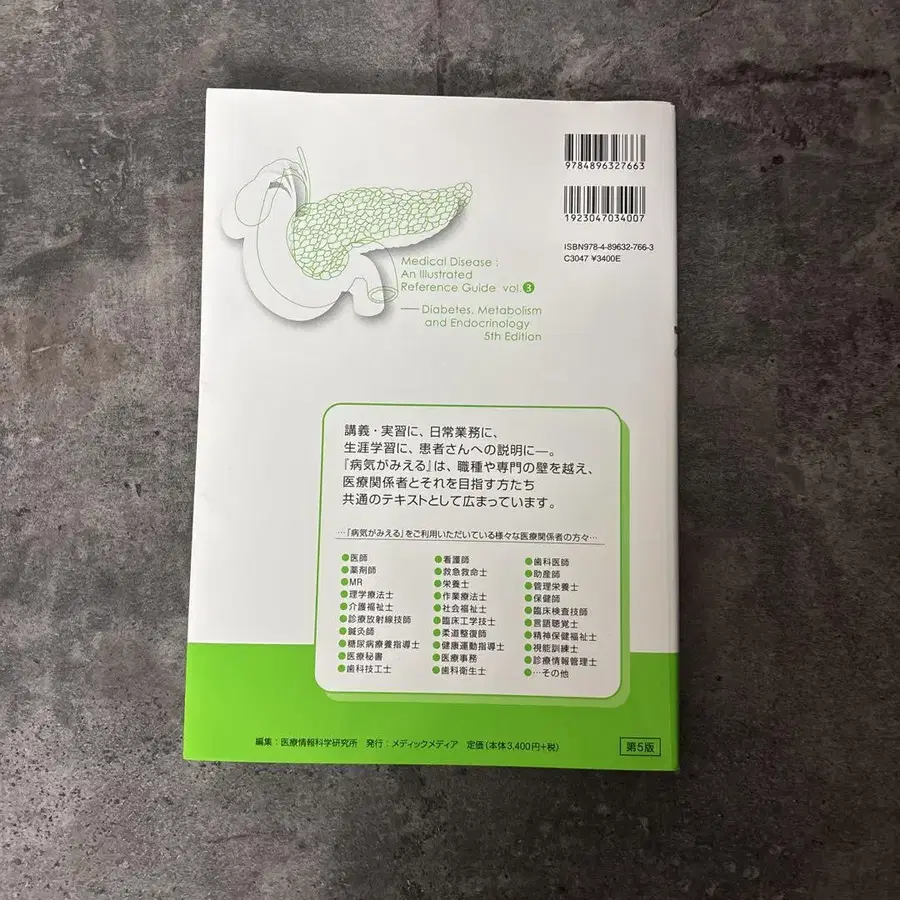 9784896327663
1923047034007
ISBN978-4-89632-766-3
C3047 ¥3400E
Medical Disease :
An Illustrated
Reference Guide vol.3
— Diabetes, Metabolism
and Endocrinology
5th Edition
講義・実習に、日常業務に、
生涯学習に、患者さんへの説明に―。
『病気がみえる』は、職種や専門の壁を越え、
医療関係者とそれを目指す方たち
共通のテキストとして広まっています。
…『病気がみえる』をご利用いただいている様々な医療関係者の方々…
●医師 ●看護師 ●歯科医師
●薬剤師 ●救急救命士 ●助産師
●MR ●栄養士 ●管理栄養士
●理学療法士 ●作業療法士 ●保健師
●介護福祉士 ●社会福祉士 ●臨床検査技師
●診療放射線技師 ●臨床工学技士 ●言語聴覚士
●鍼灸師 ●柔道整復師 ●精神保健福祉士
●糖尿病療養指導士 ●健康運動指導士 ●視能訓練士
●医療秘書 ●医療事務 ●診療情報管理士
●歯科技工士 ●歯科衛生士 ●…その他
編集：医療情報科学研究所 発行：メディックメディア 定価（本体3,400円+税）
第5版